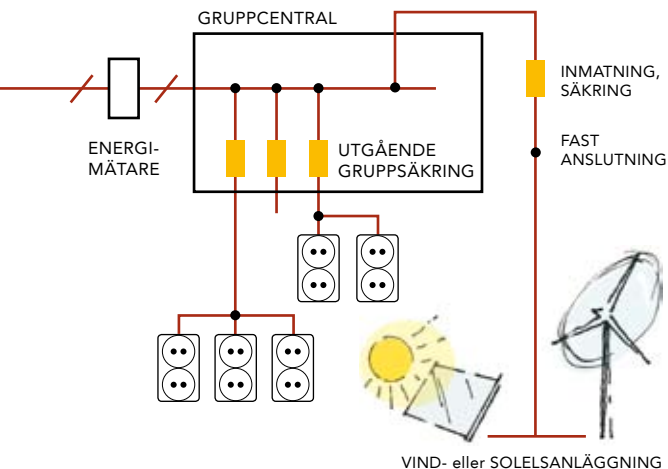 GRUPPCENTRAL
INMATNING,
SÄKRING
ENERGI-
MÄTARE
UTGÅENDE
GRUPPSÄKRING
FAST
ANSLUTNING
VIND- eller SOLELSANLÄGGNING